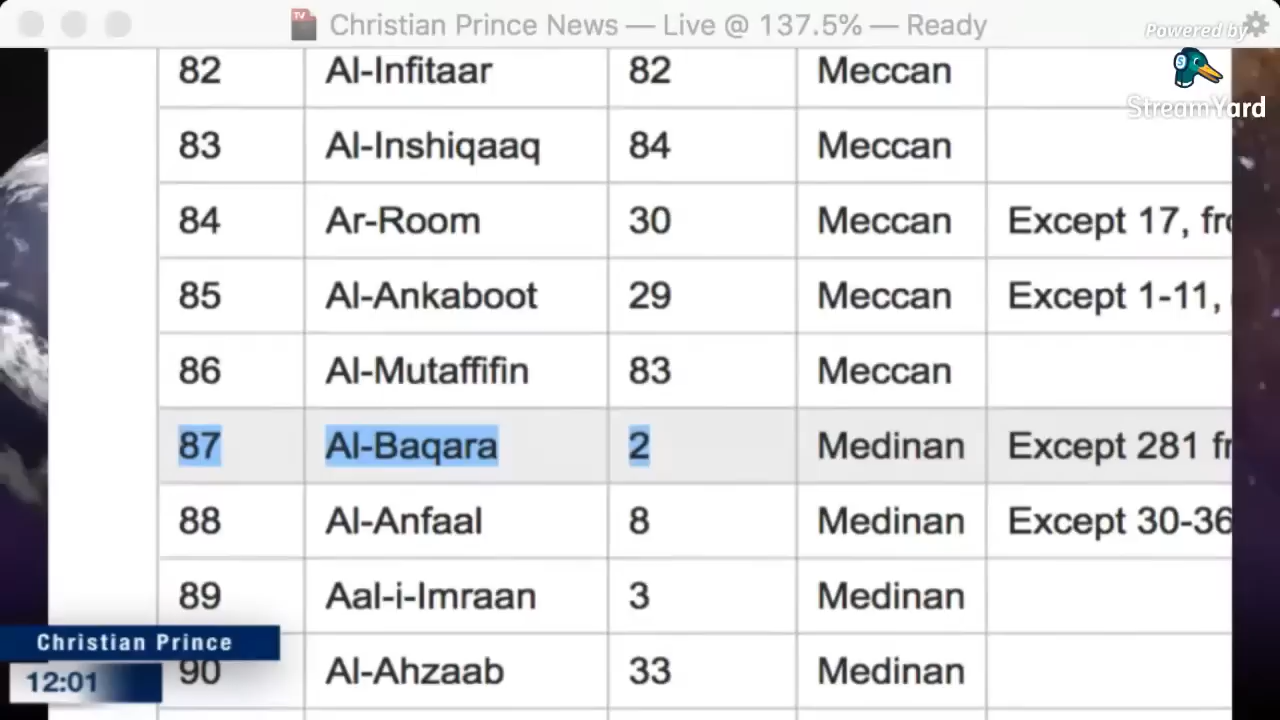 Christian Prince News — Live @ 137.5% — Ready
Powered by
StreamYard
82 Al-Infitaar 82 Meccan
83 Al-Inshiqaaq 84 Meccan
84 Ar-Room 30 Meccan Except 17, fro
85 Al-Ankaboot 29 Meccan Except 1-11,
86 Al-Mutaffifin 83 Meccan
87 Al-Baqara 2 Medinan Except 281 fr
88 Al-Anfaal 8 Medinan Except 30-36
89 Aal-i-Imraan 3 Medinan
Christian Prince
90 Al-Ahzaab 33 Medinan
12:01